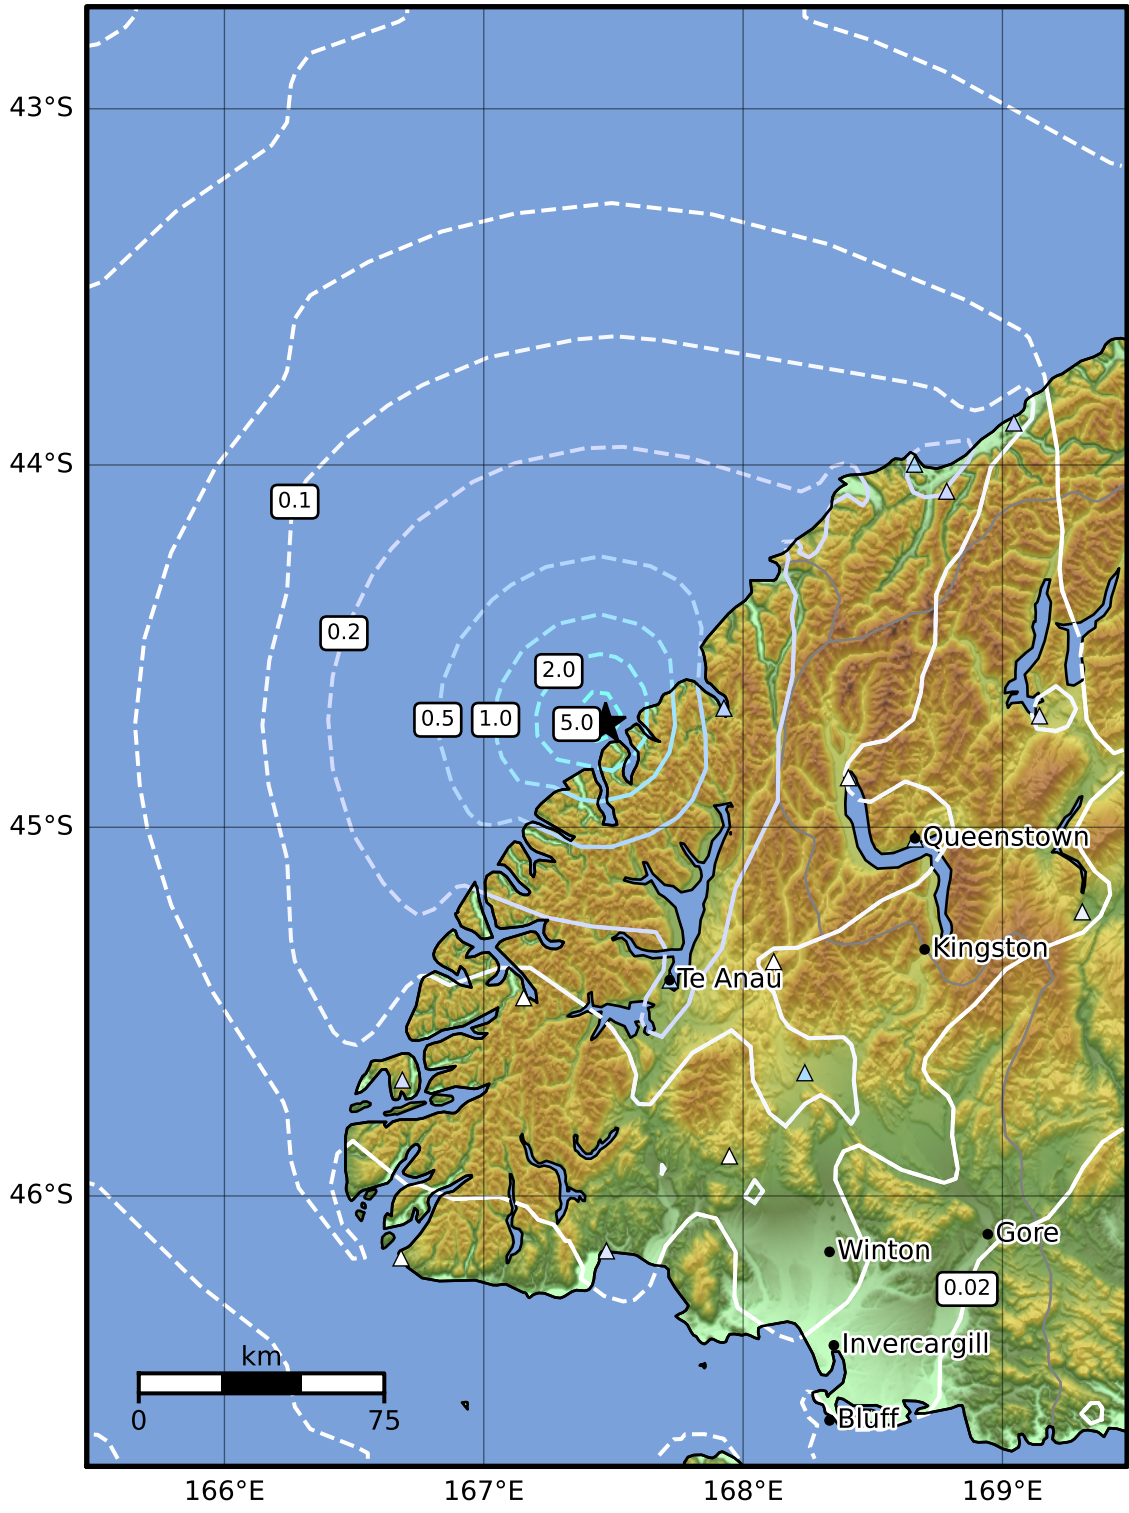 43°S
44°S
0.1
0.2
2.0
0.5
1.0
5.0
45°S
Queenstown
Kingston
Te Anau
46°S
Gore
Winton
0.02
Invercargill
km
0
75
Bluff
166°E
167°E
168°E
169°E